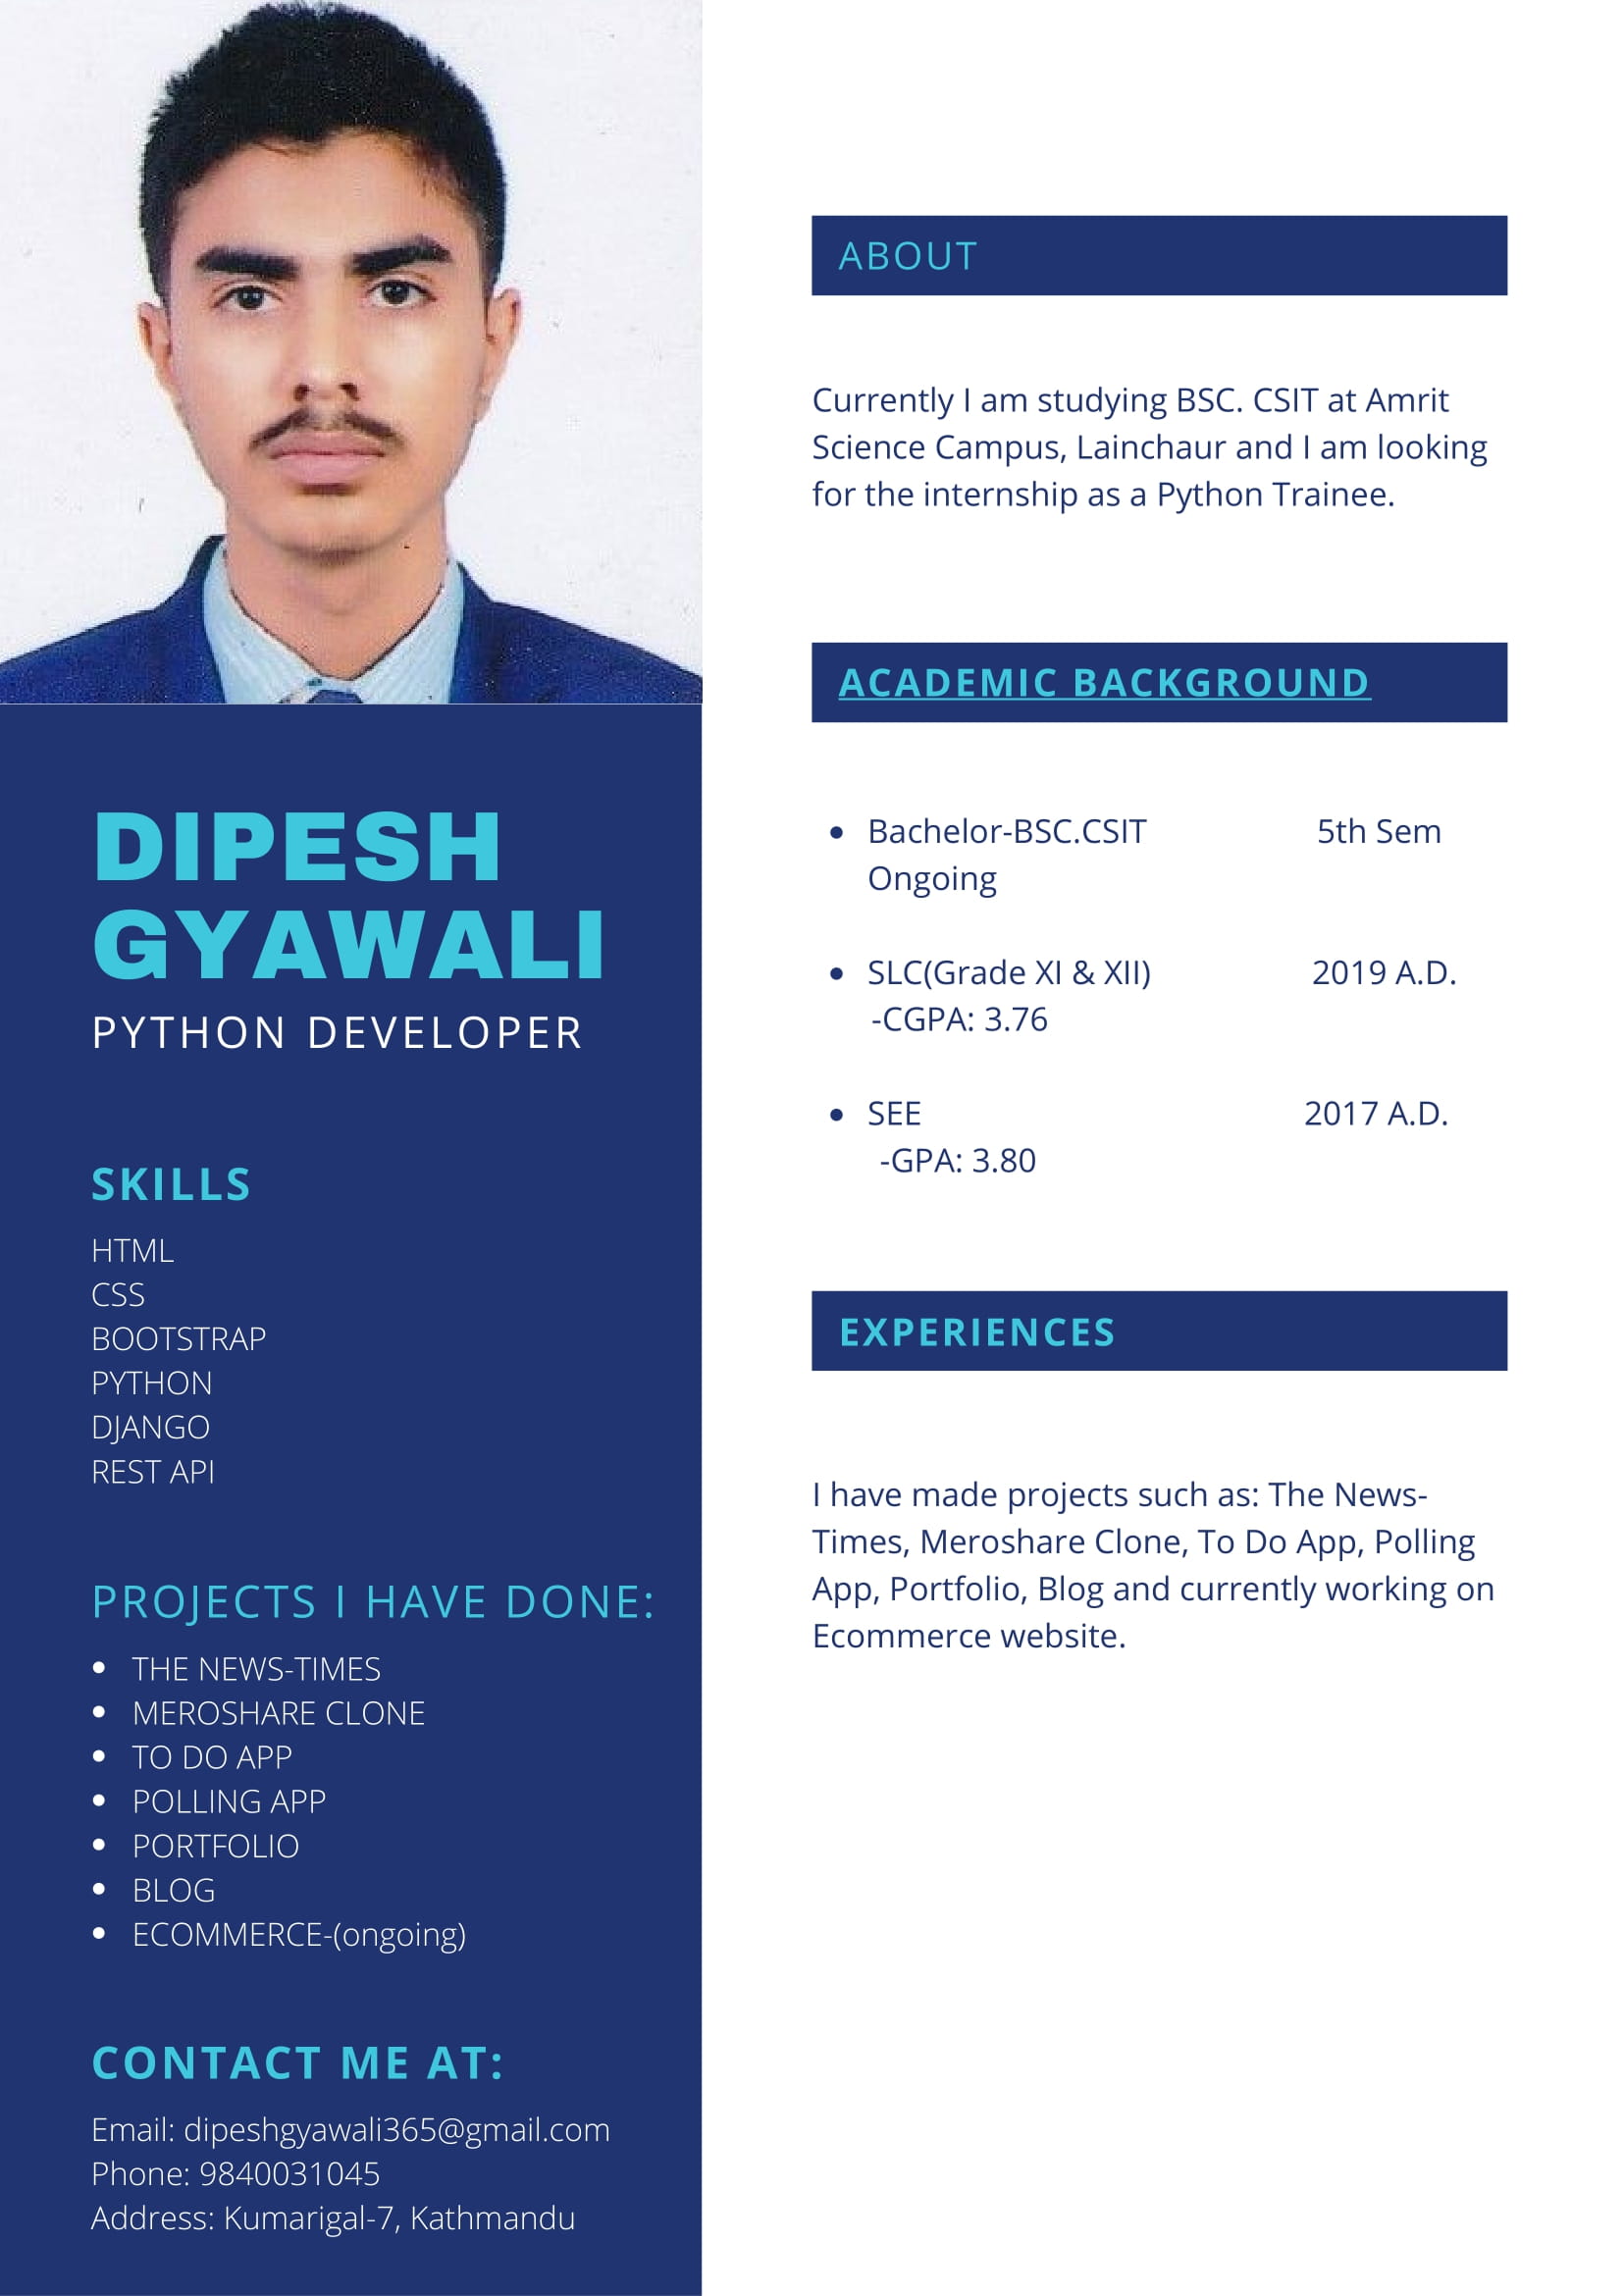 DIPESH
GYAWALI
PYTHON DEVELOPER
SKILLS
HTML
CSS
BOOTSTRAP
PYTHON
DJANGO
REST API
PROJECTS I HAVE DONE:
THE NEWS-TIMES
MEROSHARE CLONE
TO DO APP
POLLING APP
PORTFOLIO
BLOG
ECOMMERCE-(ongoing)
CONTACT ME AT:
Email: dipeshgyawali365@gmail.com
Phone: 9840031045
Address: Kumarigal-7, Kathmandu
ABOUT
Currently I am studying BSC. CSIT at Amrit
Science Campus, Lainchaur and I am looking
for the internship as a Python Trainee.
ACADEMIC BACKGROUND
Bachelor-BSC.CSIT 5th Sem
Ongoing
SLC(Grade XI & XII) 2019 A.D.
-CGPA: 3.76
SEE 2017 A.D.
-GPA: 3.80
EXPERIENCES
I have made projects such as: The News-
Times, Meroshare Clone, To Do App, Polling
App, Portfolio, Blog and currently working on
Ecommerce website.